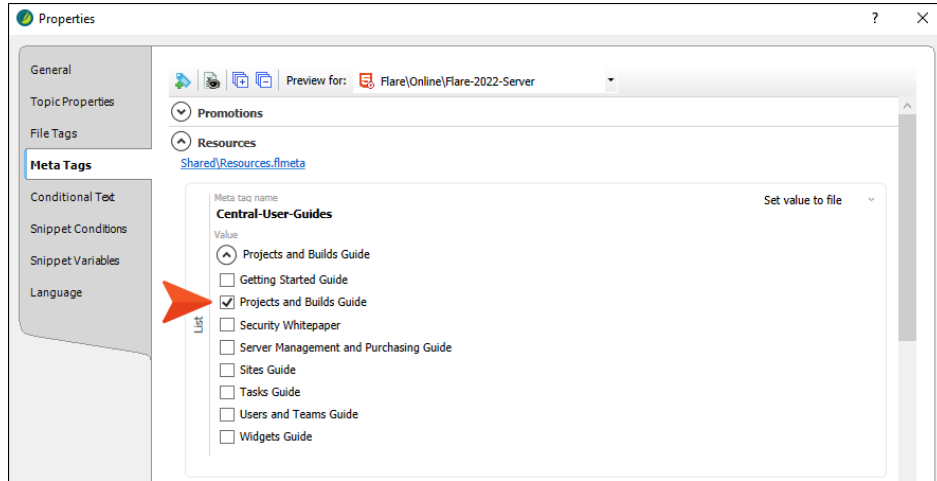 Properties ?
General
Topic Properties
File Tags
Meta Tags
Conditional Text
Snippet Conditions
Snippet Variables
Language
Preview for: Flare\Online\Flare-2022-Server
Promotions
Resources
Shared\Resources.flmeta
Meta tag name
Central-User-Guides
Set value to file
Value
Projects and Builds Guide
List
Getting Started Guide
Projects and Builds Guide
Security Whitepaper
Server Management and Purchasing Guide
Sites Guide
Tasks Guide
Users and Teams Guide
Widgets Guide